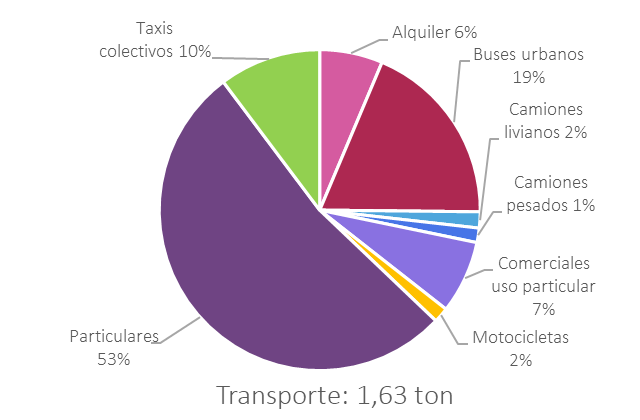 Taxis
colectivos 10%
Alquiler 6%
Buses urbanos
19%
Camiones
livianos 2%
Camiones
pesados 1%
Comerciales
uso particular
7%
Motocicletas
2%
Particulares
53%
Transporte: 1,63 ton